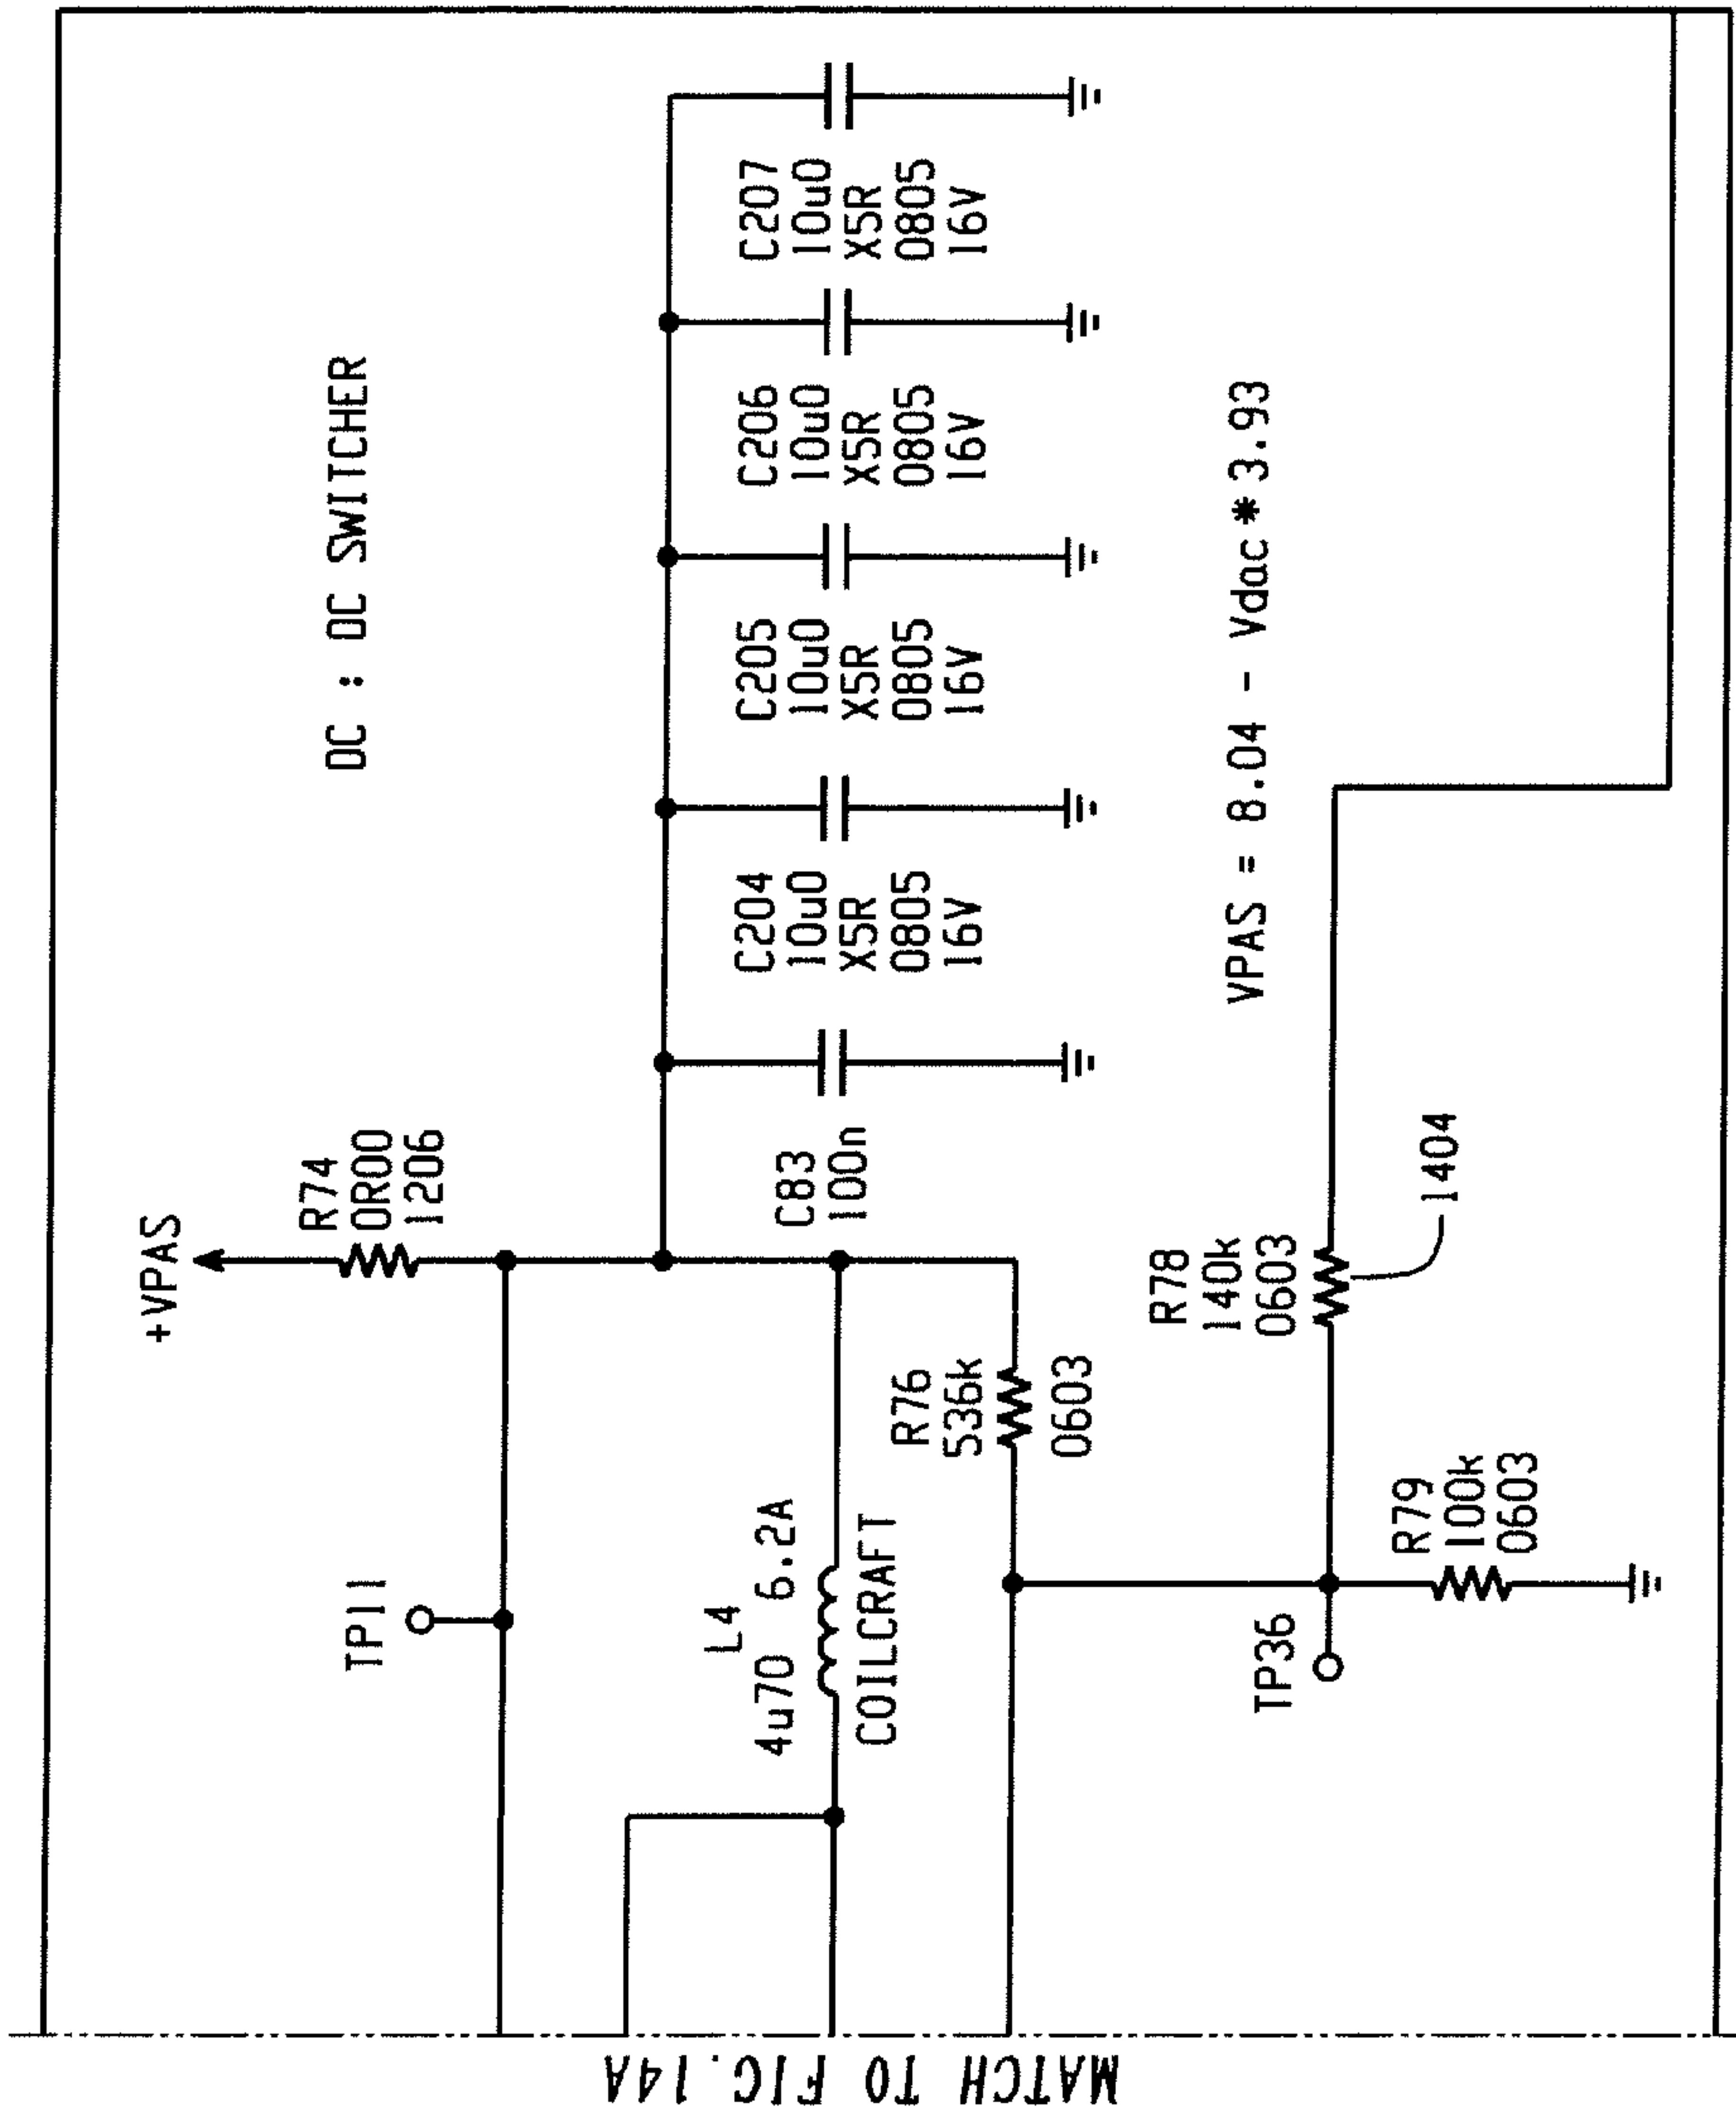 +VPAS
R74
0R00
1206
DC : DC SWITCHER
TP11
L4
4u70 6.2A
COILCRAFT
C83
100n
C204
10u0
X5R
0805
16V
C205
10u0
X5R
0805
16V
C206
10u0
X5R
0805
16V
C207
10u0
X5R
0805
16V
R76
536k
0603
R78
140k
0603
1404
VPAS = 8.04 - Vdac * 3.93
TP36
R79
100k
0603
MATCH TO FIG. 14A